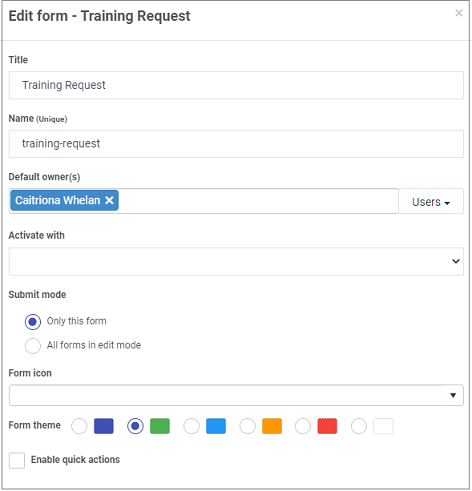 Edit form - Training Request
×
Title
Training Request
Name (Unique)
training-request
Default owner(s)
Caitriona Whelan ✕ Users
Activate with
Submit mode
Only this form
All forms in edit mode
Form icon
Form theme
Enable quick actions